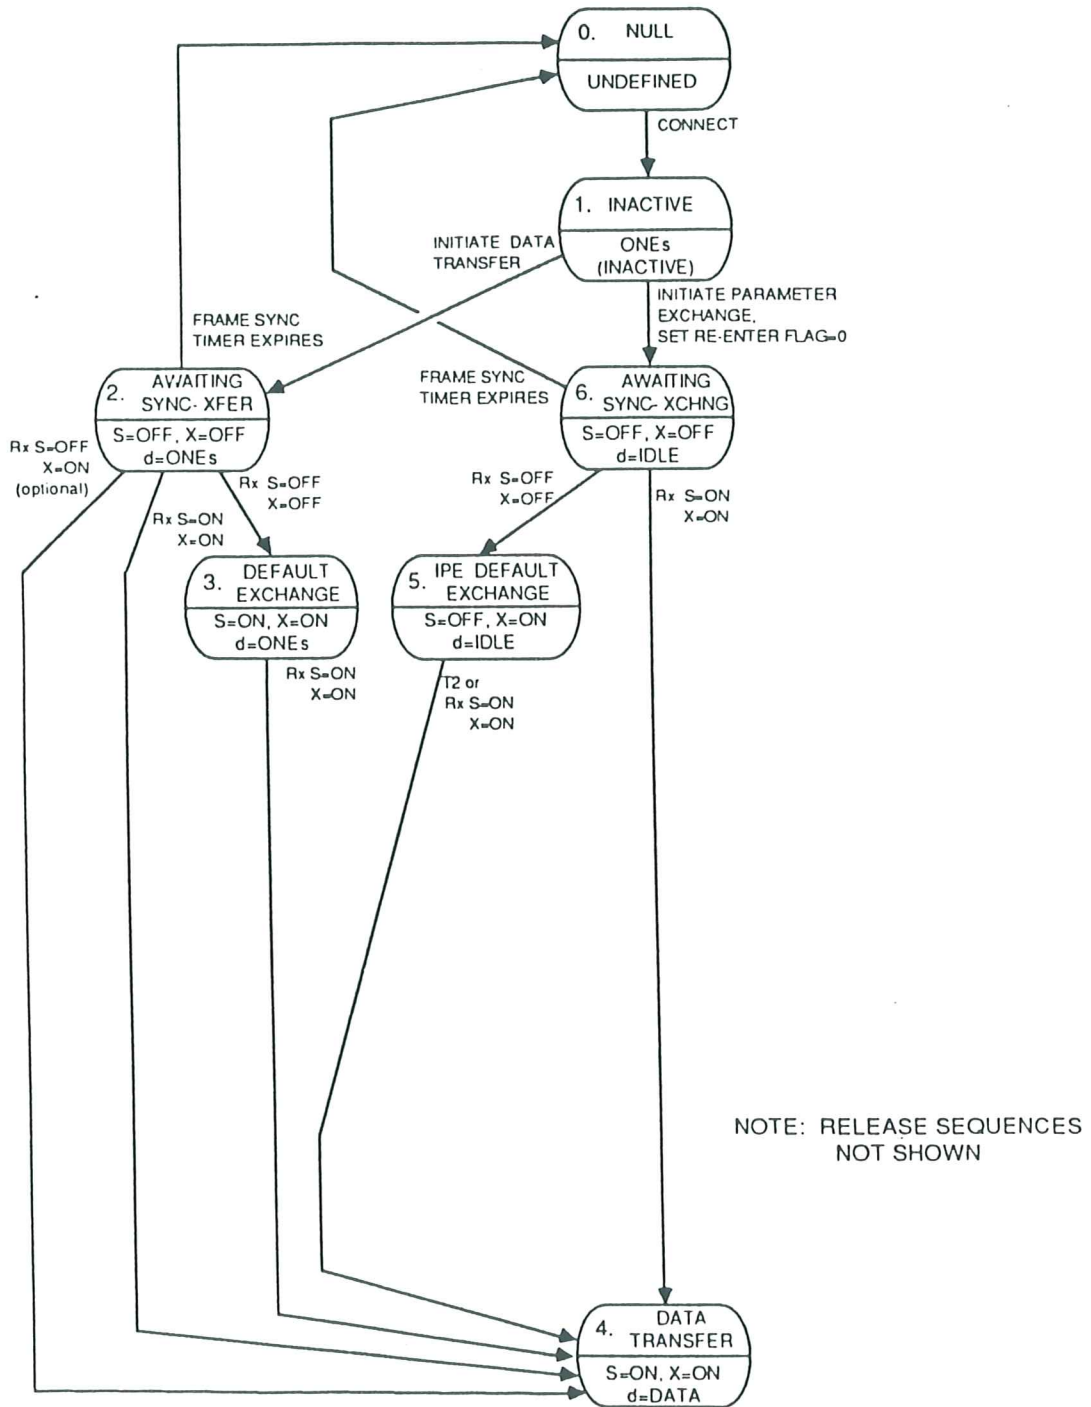 0. NULL
UNDEFINED
CONNECT
1. INACTIVE
ONEs
(INACTIVE)
INITIATE DATA
TRANSFER
INITIATE PARAMETER
EXCHANGE,
SET RE-ENTER FLAG=0
FRAME SYNC
TIMER EXPIRES
FRAME SYNC
TIMER EXPIRES
2. AWAITING
SYNC-XFER
S=OFF, X=OFF
d=ONEs
6. AWAITING
SYNC-XCHNG
S=OFF, X=OFF
d=IDLE
Rx S=OFF
X=ON
(optional)
Rx S=ON
X=ON
Rx S=OFF
X=OFF
Rx S=OFF
X=OFF
Rx S=ON
X=ON
3. DEFAULT
EXCHANGE
S=ON, X=ON
d=ONEs
5. IPE DEFAULT
EXCHANGE
S=OFF, X=ON
d=IDLE
Rx S=ON
X=ON
T2 or
Rx S=ON
X=ON
NOTE: RELEASE SEQUENCES
NOT SHOWN
4. DATA
TRANSFER
S=ON, X=ON
d=DATA